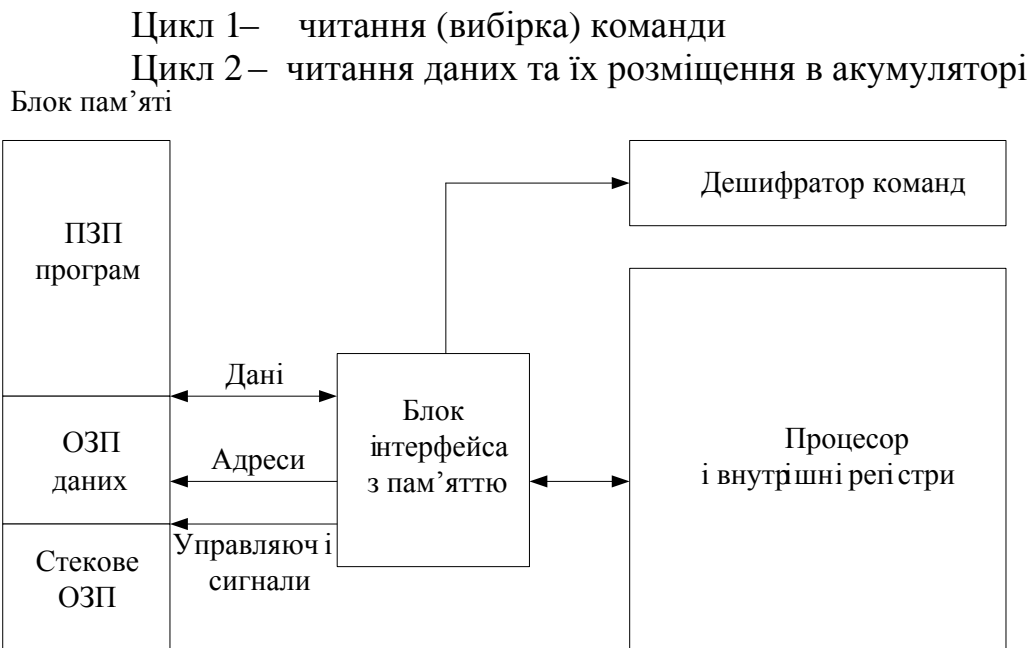 Цикл 1– читання (вибірка) команди
Цикл 2 – читання даних та їх розміщення в акумуляторі
Блок пам’яті
ПЗП
програм
Дешифратор команд
Дані
Адреси
Управляючі
сигнали
ОЗП
даних
Стекове
ОЗП
Блок
інтерфейса
з пам’яттю
Процесор
і внутрішні регістри